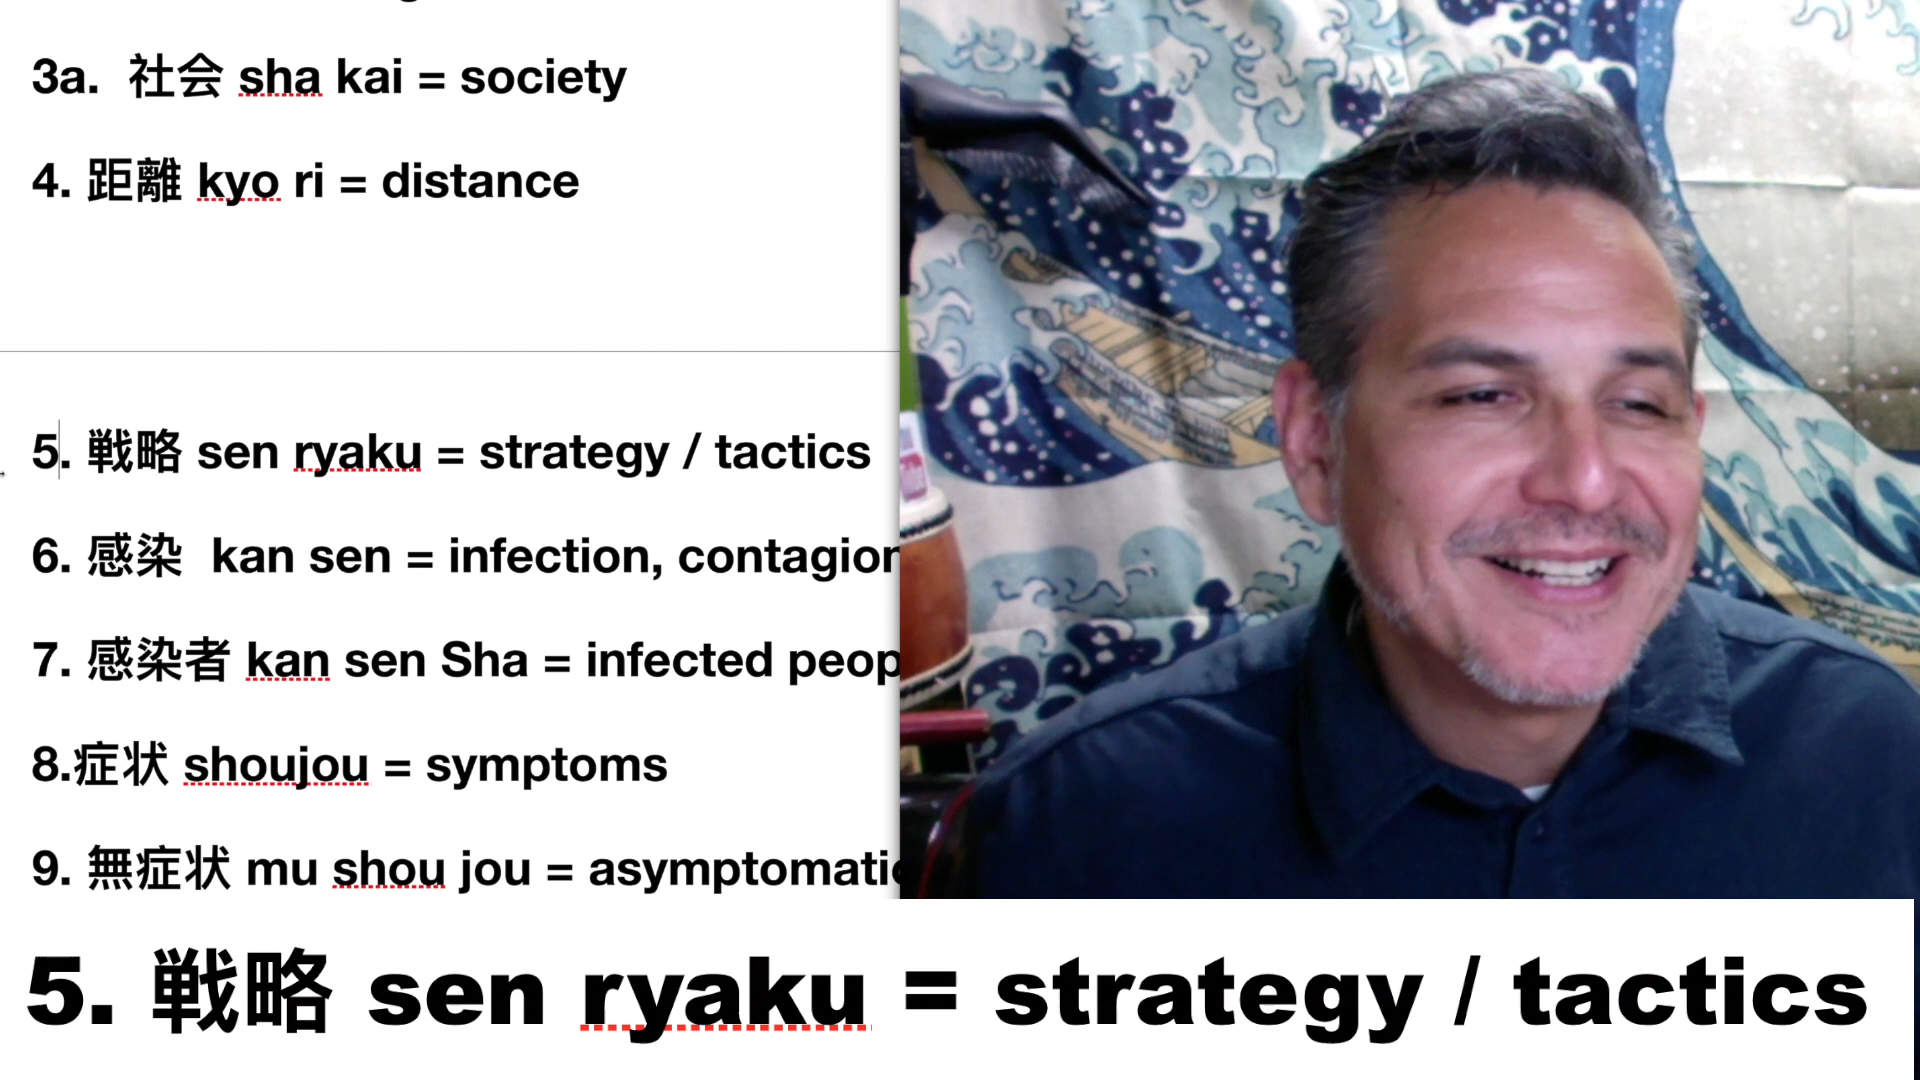 3a. 社会 sha kai = society
4. 距離 kyo ri = distance
5. 戦略 sen ryaku = strategy / tactics
6. 感染 kan sen = infection, contagion
7. 感染者 kan sen Sha = infected peop
8.症状 shoujou = symptoms
9. 無症状 mu shou jou = asymptomatic
5. 戦略 sen ryaku = strategy / tactics